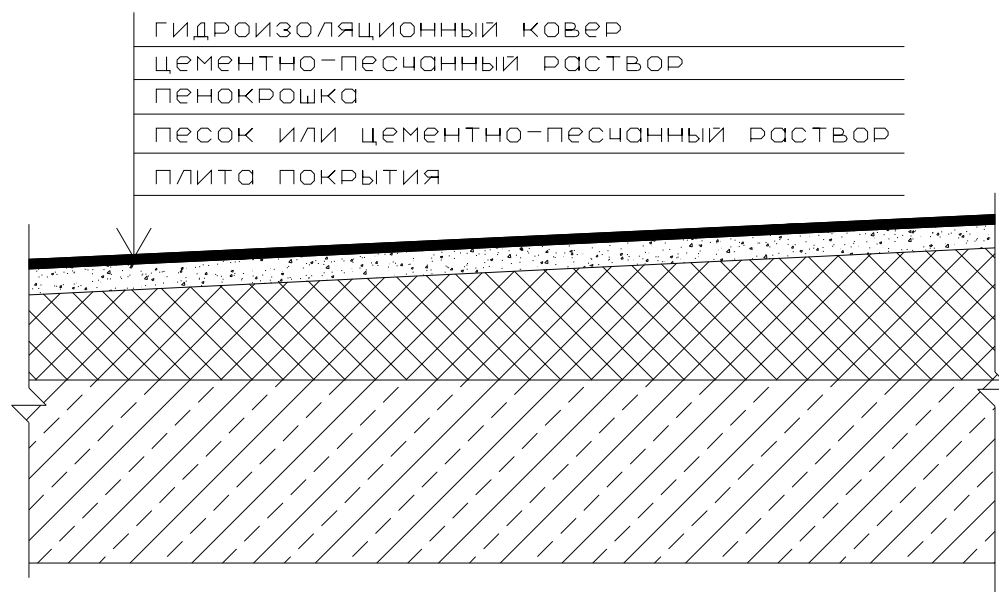 гидроизоляционный ковер
цементно-песчанный раствор
пенокрошка
песок или цементно-песчанный раствор
плита покрытия